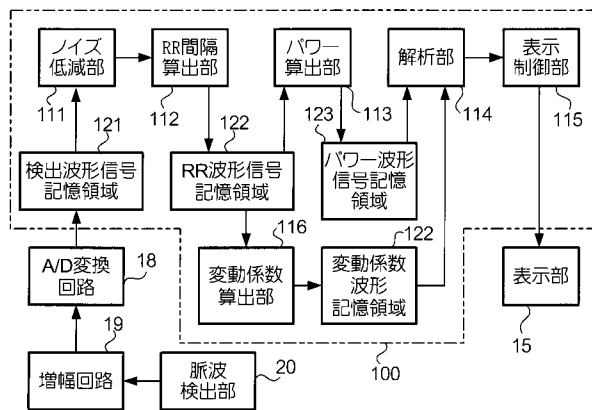 ノイズ
低減部
111
RR間隔
算出部
112
パワー
算出部
113
解析部
114
表示
制御部
115
121
検出波形信号
記憶領域
122
RR波形信号
記憶領域
123
パワー波形
信号記憶
領域
116
変動係数
算出部
122
変動係数
波形
記憶領域
A/D変換
回路
18
表示部
15
19
増幅回路
脈波
検出部
20
100